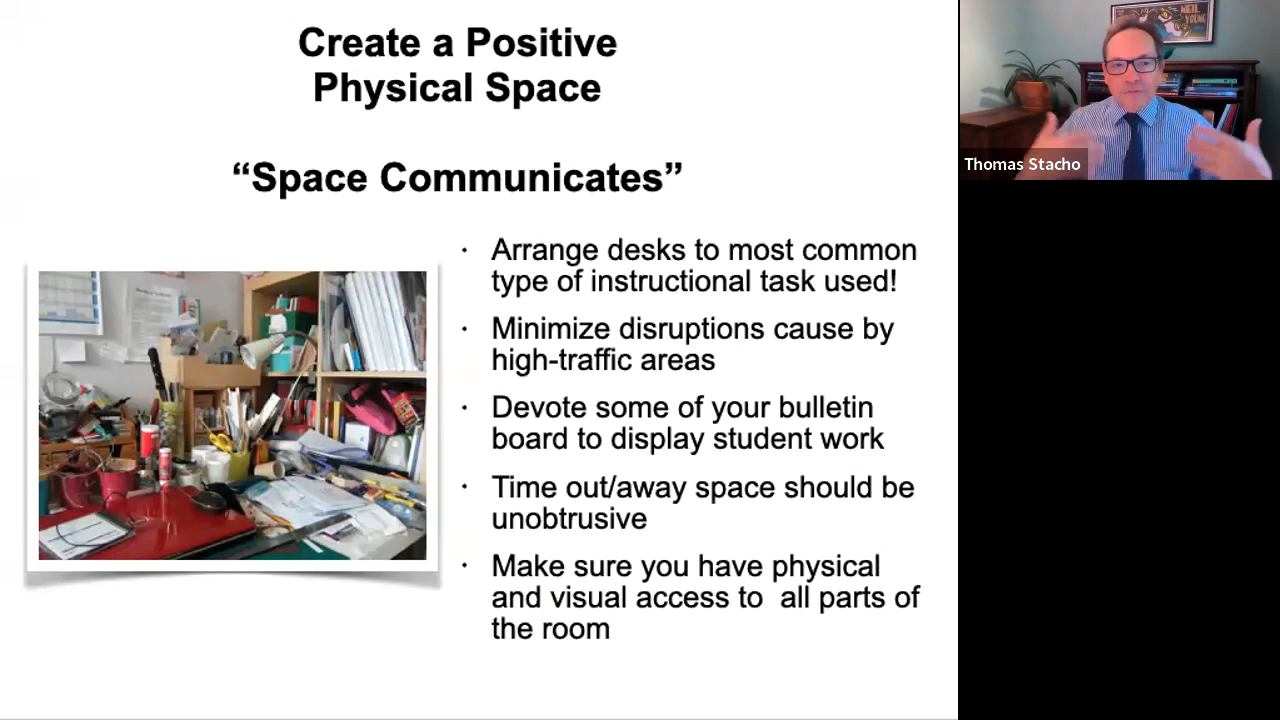 Create a Positive
Physical Space
“Space Communicates”
· Arrange desks to most common
type of instructional task used!
· Minimize disruptions cause by
high-traffic areas
· Devote some of your bulletin
board to display student work
· Time out/away space should be
unobtrusive
· Make sure you have physical
and visual access to  all parts of
the room
NEIL
YOUNG
Thomas Stacho